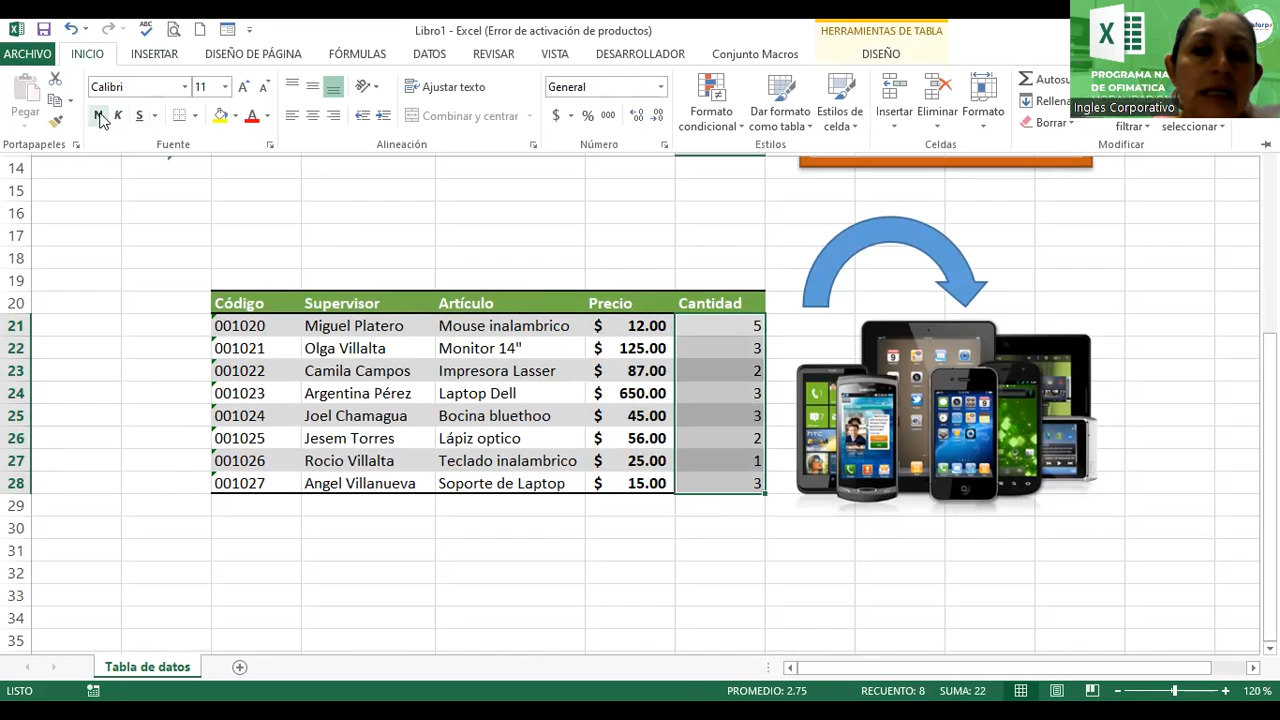 Libro1 - Excel (Error de activación de productos)
HERRAMIENTAS DE TABLA
ARCHIVO INICIO INSERTAR DISEÑO DE PÁGINA FÓRMULAS DATOS REVISAR VISTA DESARROLLADOR Conjunto Macros DISEÑO
PROGRAMA NA
DE OFIMATICA
Ingles Corporativo
Pegar
Calibri 11
N K S
Ajustar texto
Combinar y centrar
General
$ % 000
Formato condicional
Dar formato como tabla
Estilos de celda
Insertar
Eliminar
Formato
Autosu
Rellena
Borrar
filtrar
seleccionar
Portapapeles Fuente Alineación Número Estilos Celdas Modificar
14
15
16
17
18
19
20 Código Supervisor Artículo Precio Cantidad
21 001020 Miguel Platero Mouse inalambrico $ 12.00 5
22 001021 Olga Villalta Monitor 14" $ 125.00 3
23 001022 Camila Campos Impresora Lasser $ 87.00 2
24 001023 Argentina Pérez Laptop Dell $ 650.00 3
25 001024 Joel Chamagua Bocina bluethoo $ 45.00 3
26 001025 Jesem Torres Lápiz optico $ 56.00 2
27 001026 Rocio Villalta Teclado inalambrico $ 25.00 1
28 001027 Angel Villanueva Soporte de Laptop $ 15.00 3
29
30
31
32
33
34
35
Tabla de datos
LISTO PROMEDIO: 2.75 RECUENTO: 8 SUMA: 22 120 %